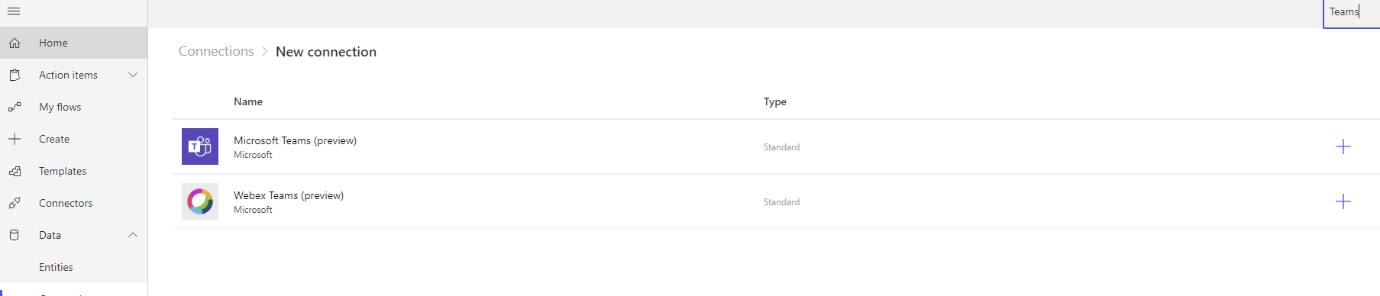 Teams
Home
Connections > New connection
Action items
Name Type
My flows
Create
Microsoft Teams (preview)
Microsoft
Standard
Templates
Webex Teams (preview)
Microsoft
Standard
Connectors
Data
Entities